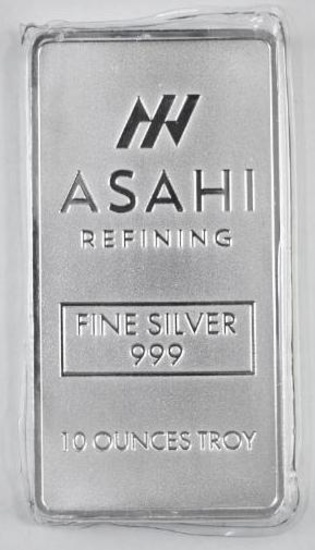 ASAHI
REFINING
FINE SILVER
999
10 OUNCES TROY